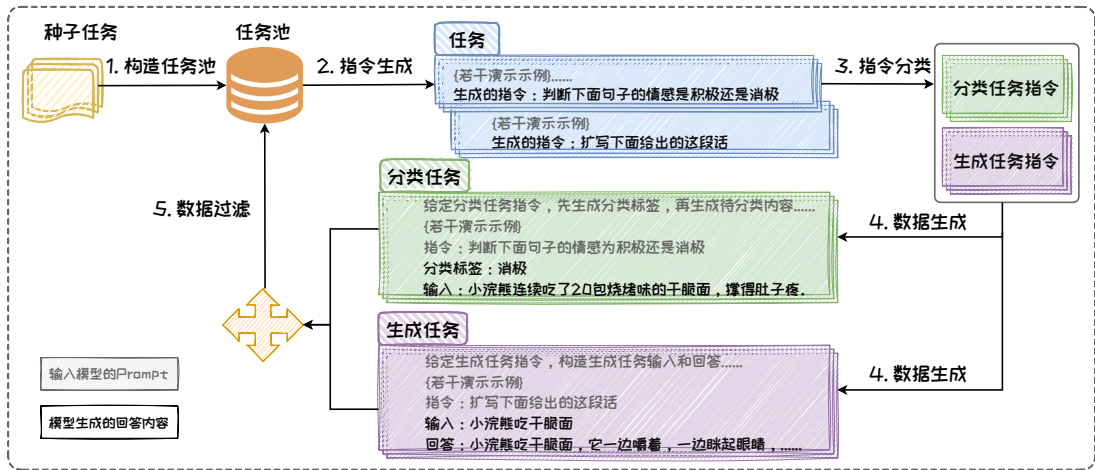 种子任务
任务池
1. 构造任务池
2. 指令生成
任务
{若干演示示例}......
生成的指令：判断下面句子的情感是积极还是消极
{若干演示示例}
生成的指令：扩写下面给出的这段话
3. 指令分类
分类任务指令
生成任务指令
5. 数据过滤
分类任务
给定分类任务指令，先生成分类标签，再生成待分类内容......
{若干演示示例}
指令：判断下面句子的情感为积极还是消极
分类标签：消极
输入：小浣熊连续吃了20包烧烤味的干脆面，撑得肚子疼.
4. 数据生成
生成任务
给定生成任务指令，构造生成任务输入和回答......
{若干演示示例}
指令：扩写下面给出的这段话
输入：小浣熊吃干脆面
回答：小浣熊吃干脆面，它一边嚼着，一边眯起眼睛，......
4. 数据生成
输入模型的Prompt
模型生成的回答内容